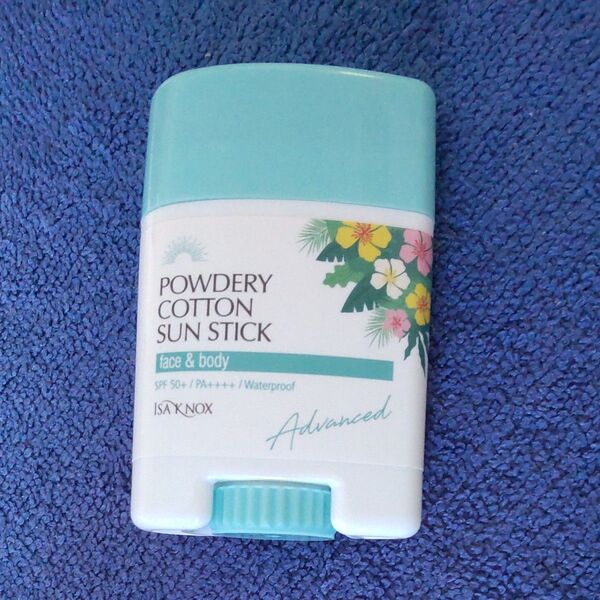 POWDERY
COTTON
SUN STICK
face & body
SPF 50+ / PA++++ / Waterproof
ISA KNOX
Advanced